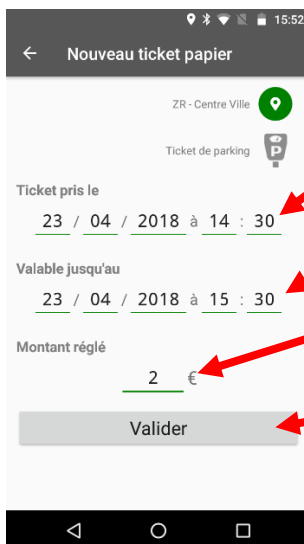 15:52
Nouveau ticket papier
ZR - Centre Ville
Ticket de parking
P
Ticket pris le
23 / 04 / 2018 à 14 : 30
Valable jusqu'au
23 / 04 / 2018 à 15 : 30
Montant réglé
2 €
Valider